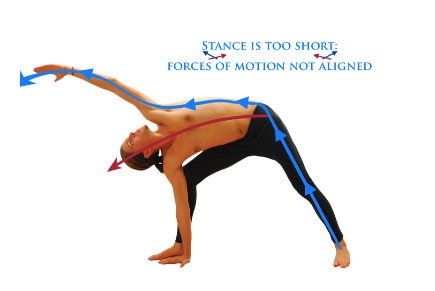 Stance is too short:
forces of motion not aligned